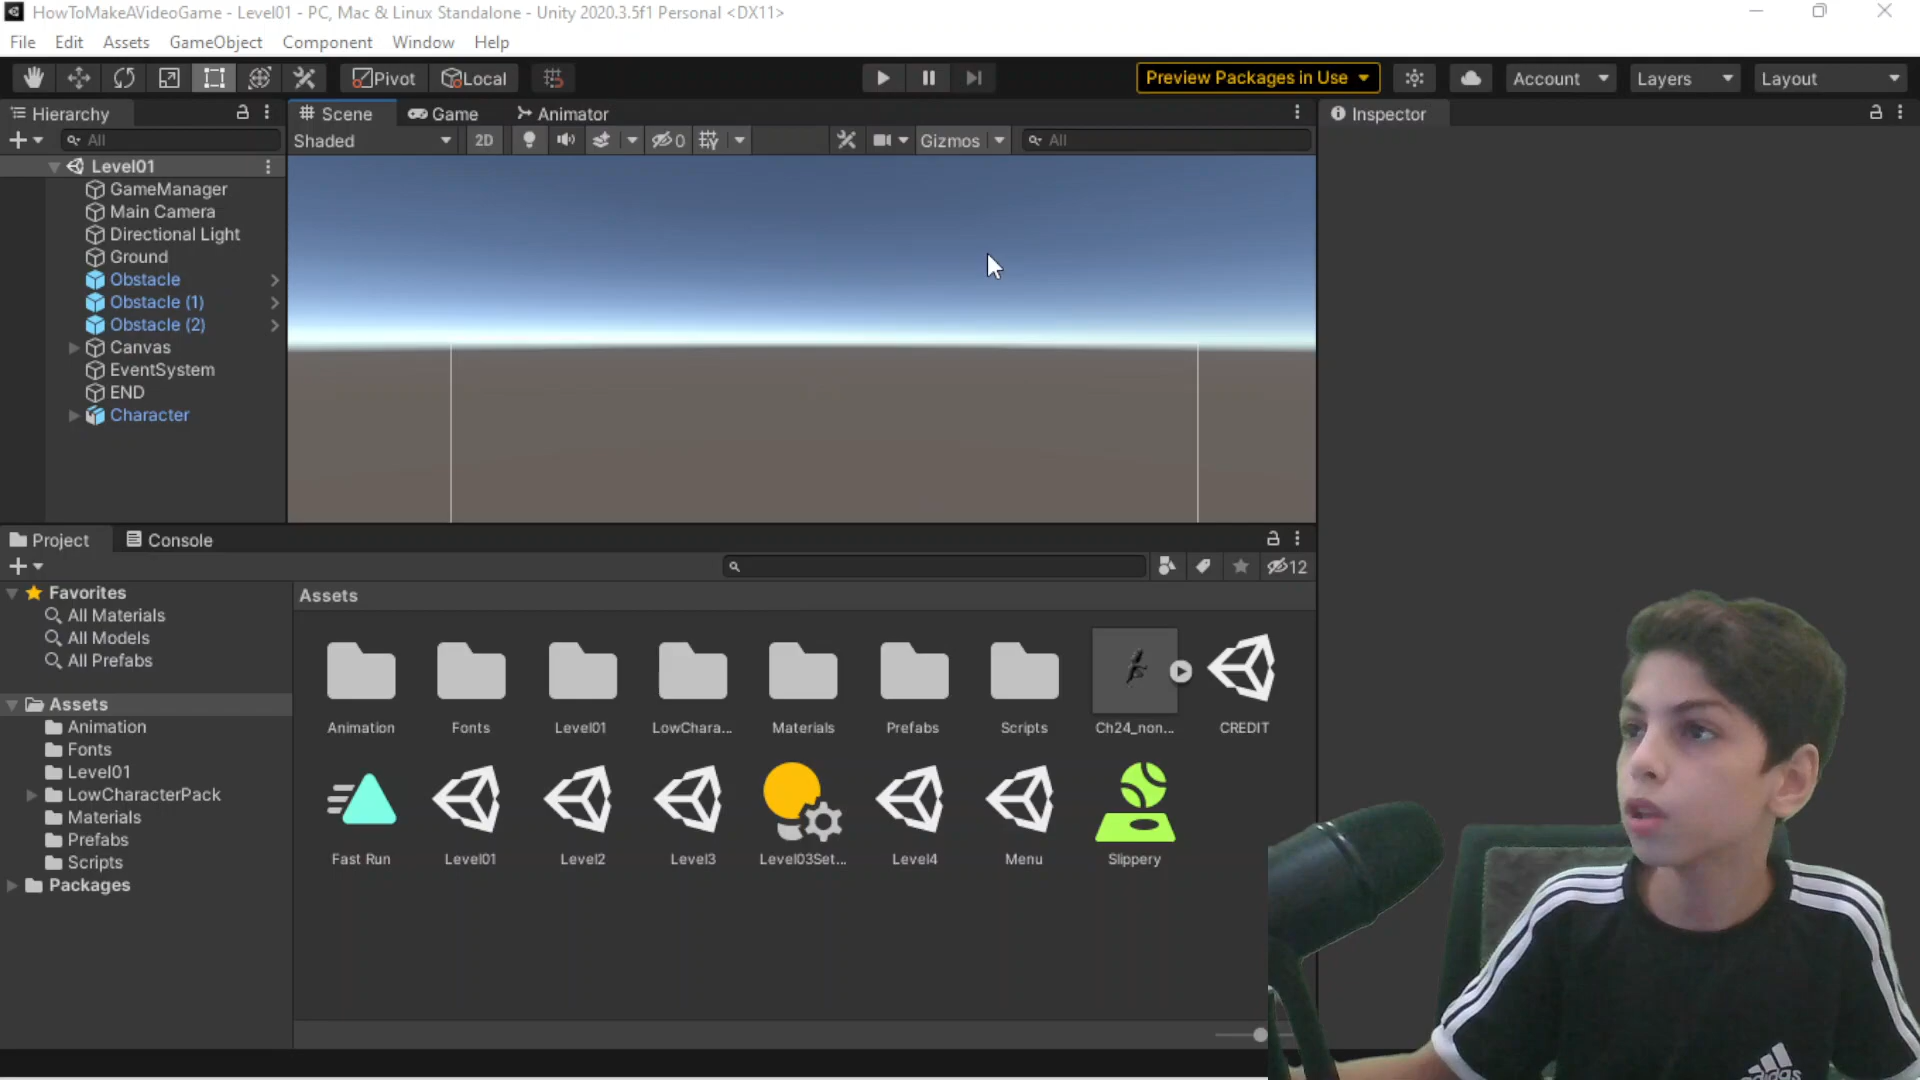 HowToMakeAVideoGame - Level01 - PC, Mac & Linux Standalone - Unity 2020.3.5f1 Personal <DX11>
File Edit Assets GameObject Component Window Help
Pivot Local Preview Packages in Use Account Layers Layout
Hierarchy Scene Game Animator Inspector
All Shaded 2D 0 Gizmos All
Level01
GameManager
Main Camera
Directional Light
Ground
Obstacle
Obstacle (1)
Obstacle (2)
Canvas
EventSystem
END
Character
Project Console
12
Favorites
All Materials
All Models
All Prefabs
Assets
Animation
Fonts
Level01
LowCharacterPack
Materials
Prefabs
Scripts
Packages
Assets
Animation Fonts Level01 LowChara... Materials Prefabs Scripts Ch24_non... CREDIT
Fast Run Level01 Level2 Level3 Level03Set... Level4 Menu Slippery
adidas